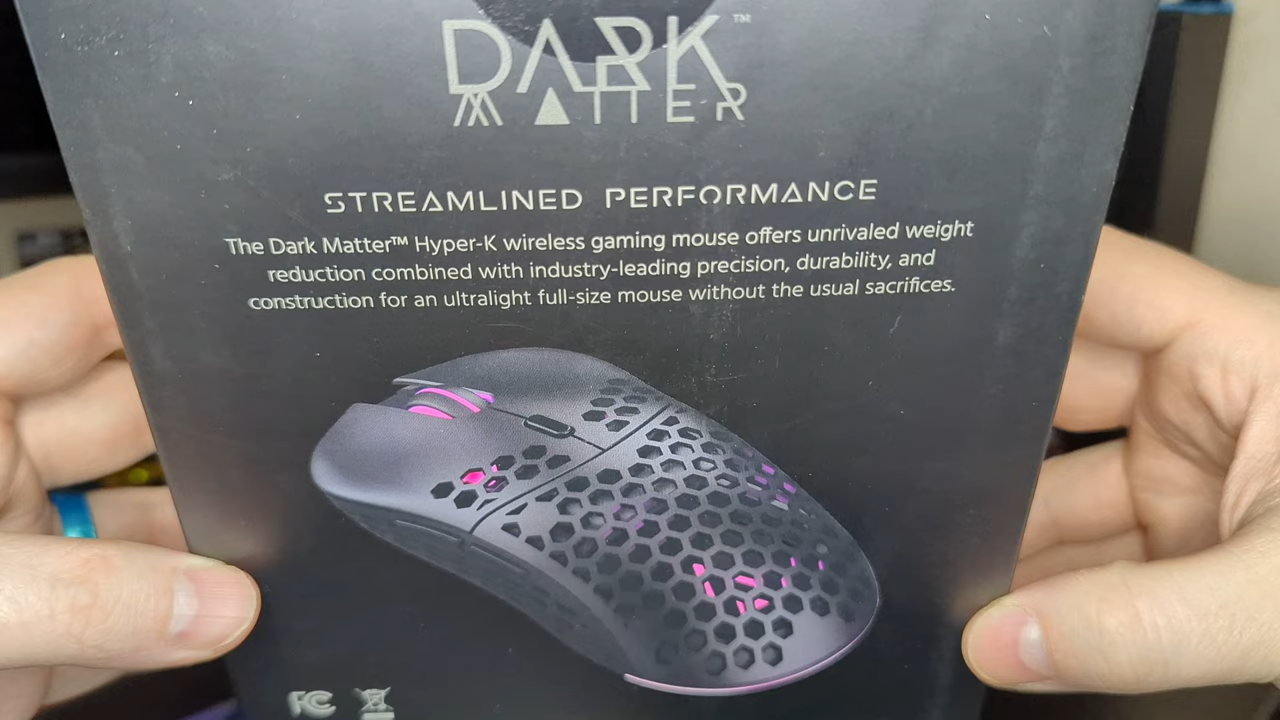 DARK™
MATTER
STREAMLINED PERFORMANCE
The Dark Matter™ Hyper-K wireless gaming mouse offers unrivaled weight
reduction combined with industry-leading precision, durability, and
construction for an ultralight full-size mouse without the usual sacrifices.
FC